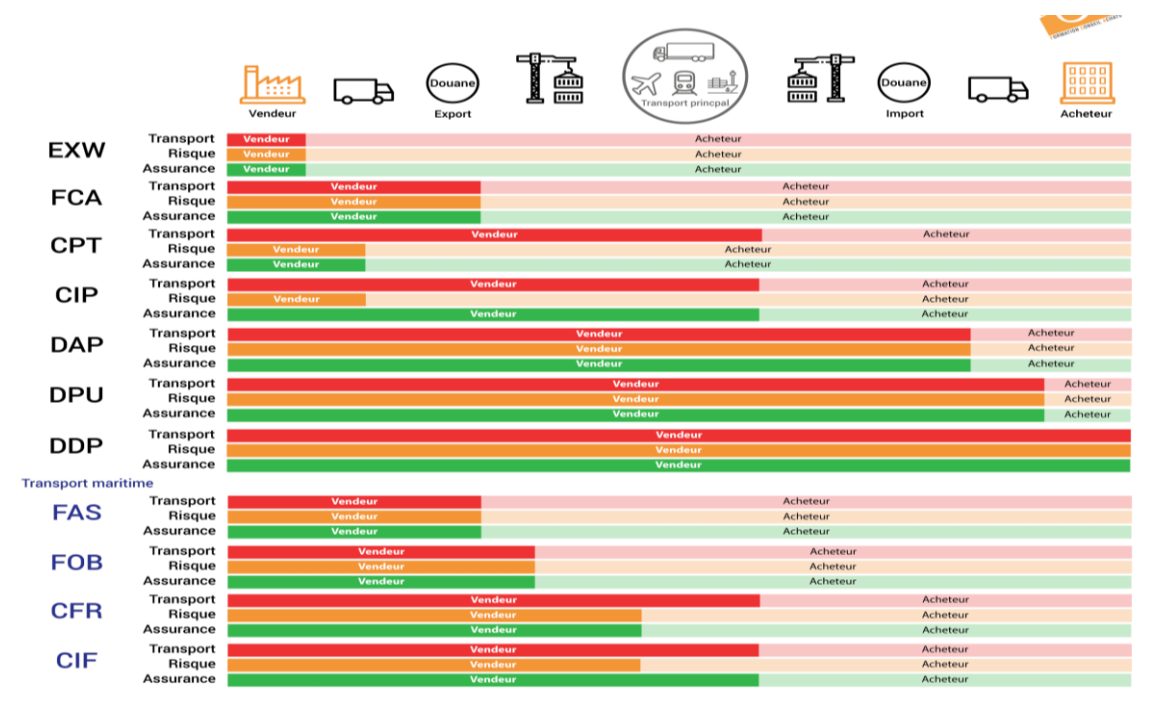 FORMATION CONSEIL TEMPS
Douane
Douane
Transport princpal
Vendeur
Export
Import
Acheteur
EXW
Transport Vendeur Acheteur
Risque Vendeur Acheteur
Assurance Vendeur Acheteur
FCA
Transport Vendeur Acheteur
Risque Vendeur Acheteur
Assurance Vendeur Acheteur
CPT
Transport Vendeur Acheteur
Risque Vendeur Acheteur
Assurance Vendeur Acheteur
CIP
Transport Vendeur Acheteur
Risque Vendeur Acheteur
Assurance Vendeur Acheteur
DAP
Transport Vendeur Acheteur
Risque Vendeur Acheteur
Assurance Vendeur Acheteur
DPU
Transport Vendeur Acheteur
Risque Vendeur Acheteur
Assurance Vendeur Acheteur
DDP
Transport Vendeur
Risque Vendeur
Assurance Vendeur
Transport maritime
FAS
Transport Vendeur Acheteur
Risque Vendeur Acheteur
Assurance Vendeur Acheteur
FOB
Transport Vendeur Acheteur
Risque Vendeur Acheteur
Assurance Vendeur Acheteur
CFR
Transport Vendeur Acheteur
Risque Vendeur Acheteur
Assurance Vendeur Acheteur
CIF
Transport Vendeur Acheteur
Risque Vendeur Acheteur
Assurance Vendeur Acheteur